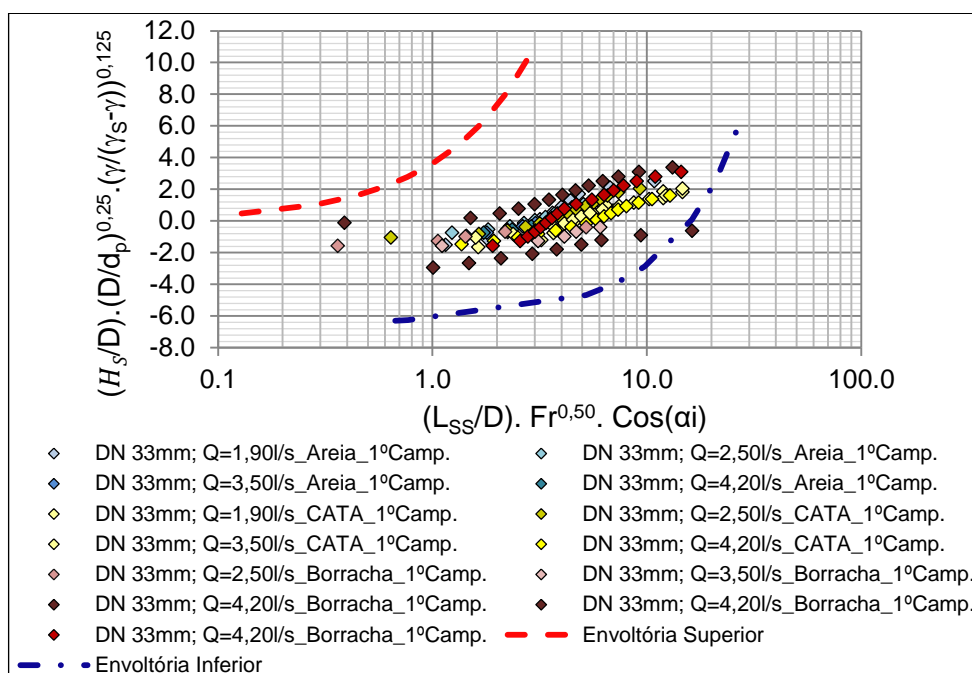 (H_S/D).(D/d_p)^0,25.(γ/(γ_S-γ))^0,125
12.0
10.0
8.0
6.0
4.0
2.0
0.0
-2.0
-4.0
-6.0
-8.0
0.1 1.0 10.0 100.0
(L_SS/D). Fr^0,50. Cos(αi)
DN 33mm; Q=1,90l/s_Areia_1ºCamp. DN 33mm; Q=2,50l/s_Areia_1ºCamp.
DN 33mm; Q=3,50l/s_Areia_1ºCamp. DN 33mm; Q=4,20l/s_Areia_1ºCamp.
DN 33mm; Q=1,90l/s_CATA_1ºCamp. DN 33mm; Q=2,50l/s_CATA_1ºCamp.
DN 33mm; Q=3,50l/s_CATA_1ºCamp. DN 33mm; Q=4,20l/s_CATA_1ºCamp.
DN 33mm; Q=2,50l/s_Borracha_1ºCamp. DN 33mm; Q=3,50l/s_Borracha_1ºCamp.
DN 33mm; Q=4,20l/s_Borracha_1ºCamp. DN 33mm; Q=4,20l/s_Borracha_1ºCamp.
DN 33mm; Q=4,20l/s_Borracha_1ºCamp. Envoltória Superior
Envoltória Inferior